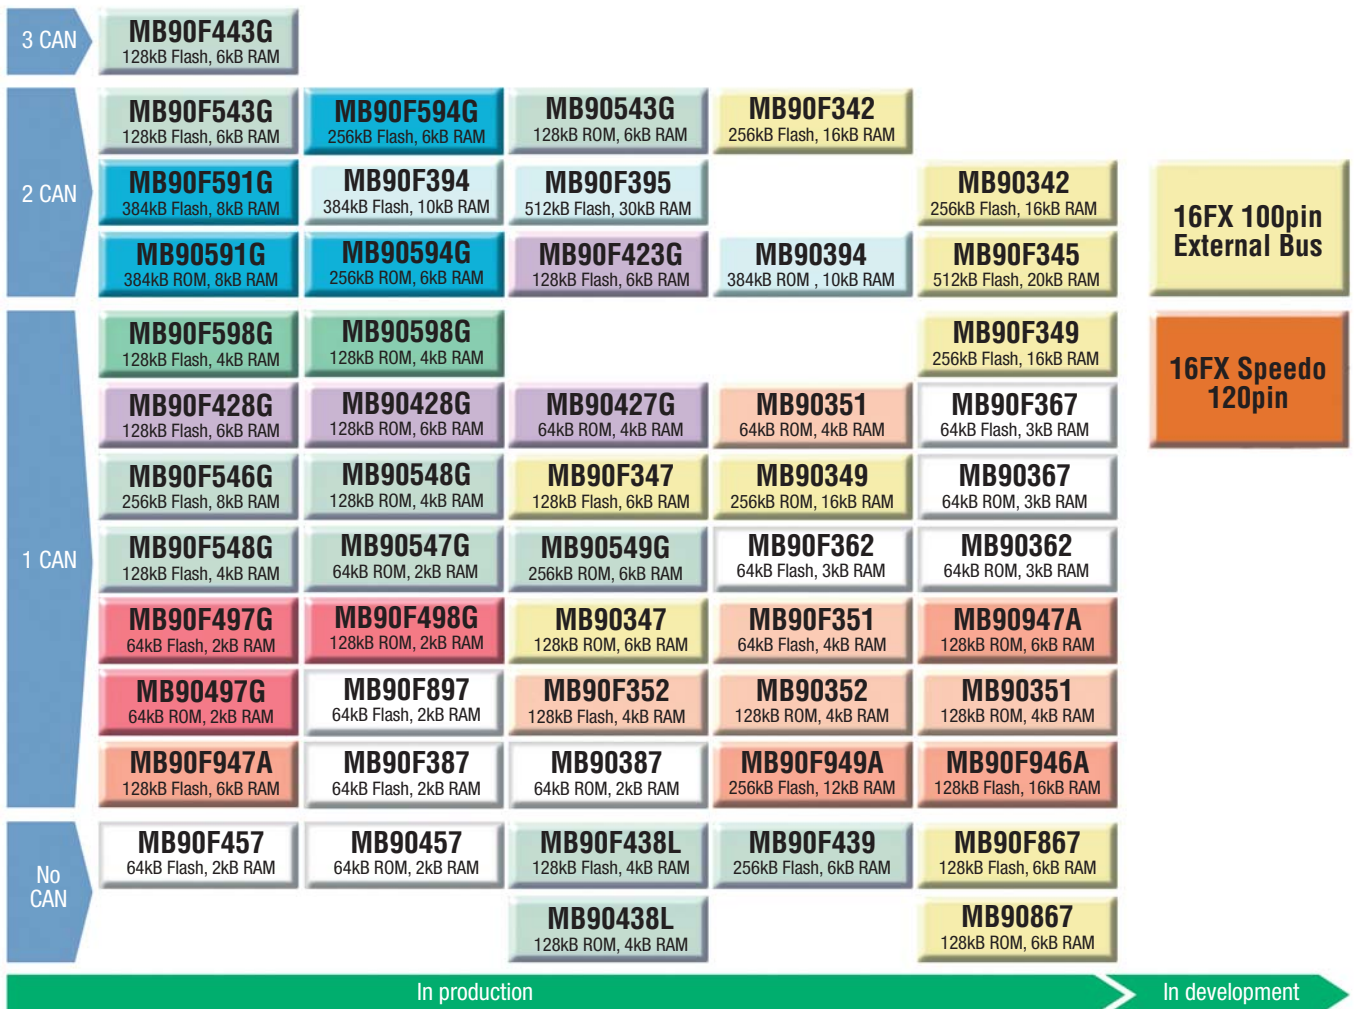 3 CAN
MB90F443G
128kB Flash, 6kB RAM
2 CAN
MB90F543G
128kB Flash, 6kB RAM
MB90F594G
256kB Flash, 6kB RAM
MB90543G
128kB ROM, 6kB RAM
MB90F342
256kB Flash, 16kB RAM
MB90F591G
384kB Flash, 8kB RAM
MB90F394
384kB Flash, 10kB RAM
MB90F395
512kB Flash, 30kB RAM
MB90342
256kB Flash, 16kB RAM
MB90591G
384kB ROM, 8kB RAM
MB90594G
256kB ROM, 6kB RAM
MB90F423G
128kB Flash, 6kB RAM
MB90394
384kB ROM , 10kB RAM
MB90F345
512kB Flash, 20kB RAM
16FX 100pin
External Bus
1 CAN
MB90F598G
128kB Flash, 4kB RAM
MB90598G
128kB ROM, 4kB RAM
MB90F349
256kB Flash, 16kB RAM
16FX Speedo
120pin
MB90F428G
128kB Flash, 6kB RAM
MB90428G
128kB ROM, 6kB RAM
MB90427G
64kB ROM, 4kB RAM
MB90351
64kB ROM, 4kB RAM
MB90F367
64kB Flash, 3kB RAM
MB90F546G
256kB Flash, 8kB RAM
MB90548G
128kB ROM, 4kB RAM
MB90F347
128kB Flash, 6kB RAM
MB90349
256kB ROM, 16kB RAM
MB90367
64kB ROM, 3kB RAM
MB90F548G
128kB Flash, 4kB RAM
MB90547G
64kB ROM, 2kB RAM
MB90549G
256kB ROM, 6kB RAM
MB90F362
64kB Flash, 3kB RAM
MB90362
64kB ROM, 3kB RAM
MB90F497G
64kB Flash, 2kB RAM
MB90F498G
128kB ROM, 2kB RAM
MB90347
128kB ROM, 6kB RAM
MB90F351
64kB Flash, 4kB RAM
MB90947A
128kB ROM, 6kB RAM
MB90497G
64kB ROM, 2kB RAM
MB90F897
64kB Flash, 2kB RAM
MB90F352
128kB Flash, 4kB RAM
MB90352
128kB ROM, 4kB RAM
MB90351
128kB ROM, 4kB RAM
MB90F947A
128kB Flash, 6kB RAM
MB90F387
64kB Flash, 2kB RAM
MB90387
64kB ROM, 2kB RAM
MB90F949A
256kB Flash, 12kB RAM
MB90F946A
128kB Flash, 16kB RAM
No
CAN
MB90F457
64kB Flash, 2kB RAM
MB90457
64kB ROM, 2kB RAM
MB90F438L
128kB Flash, 4kB RAM
MB90F439
256kB Flash, 6kB RAM
MB90F867
128kB Flash, 6kB RAM
MB90438L
128kB ROM, 4kB RAM
MB90867
128kB ROM, 6kB RAM
In production
In development